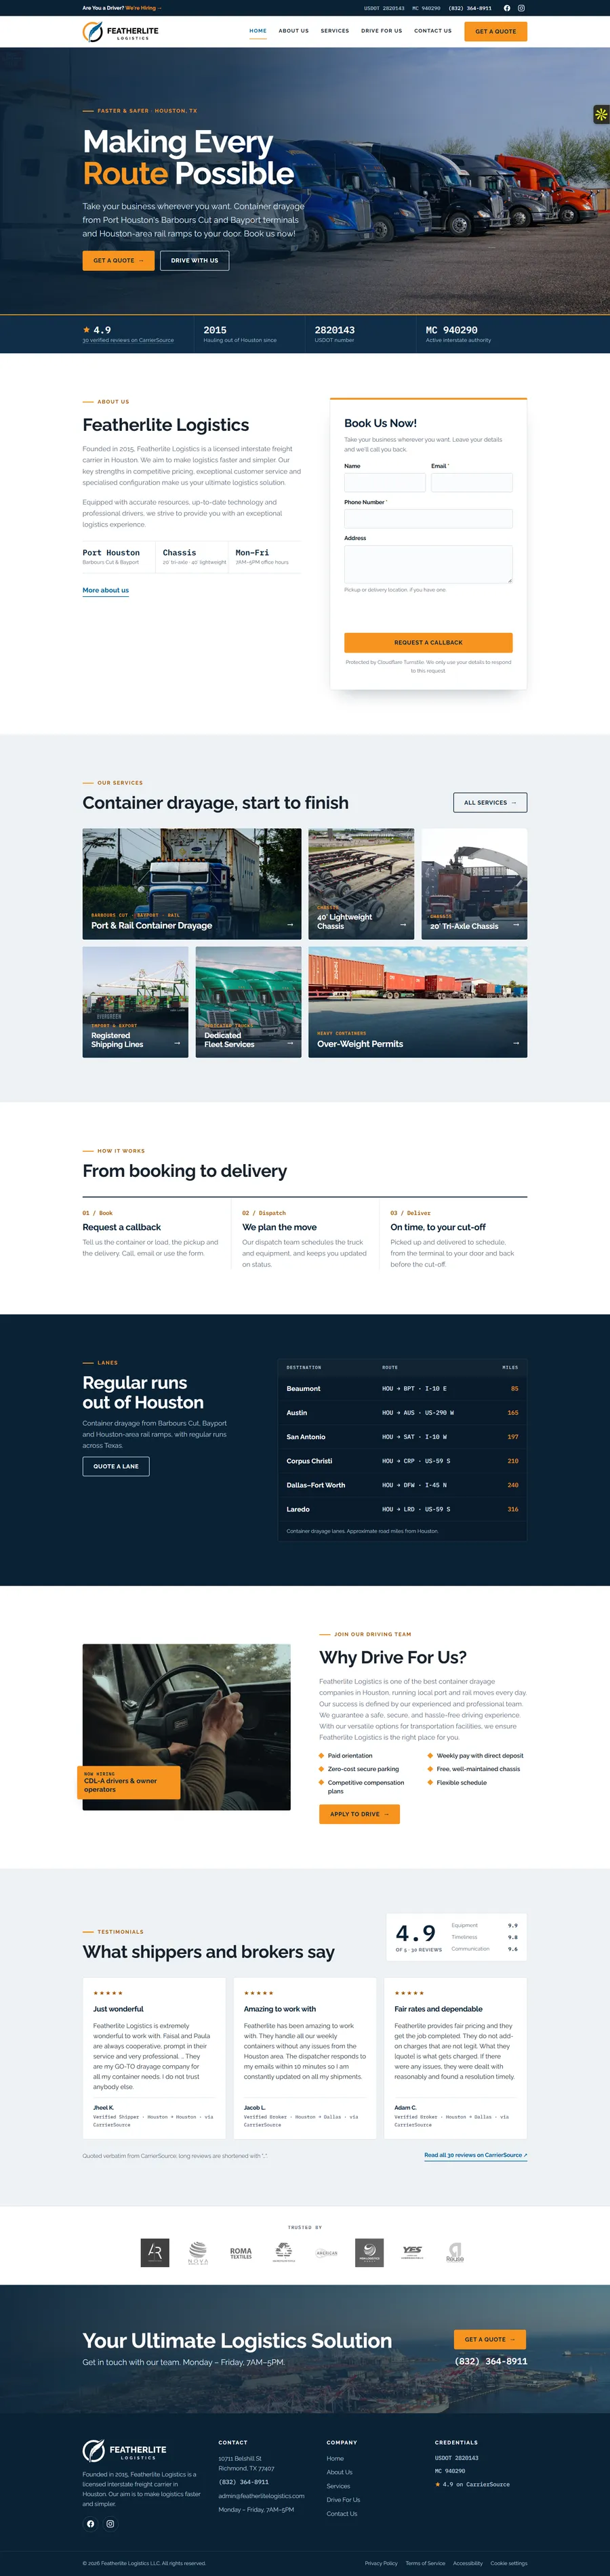 Are You a Driver? We're Hiring →
USDOT 2820143 MC 940290 (832) 364-8911
FEATHERLITE
LOGISTICS
HOME ABOUT US SERVICES DRIVE FOR US CONTACT US GET A QUOTE
FASTER & SAFER · HOUSTON, TX
Making Every
Route Possible
Take your business wherever you want. Container drayage
from Port Houston's Barbours Cut and Bayport terminals
and Houston-area rail ramps to your door. Book us now!
GET A QUOTE → DRIVE WITH US
★ 4.9
30 verified reviews on CarrierSource
2015
Hauling out of Houston since
2820143
USDOT number
MC 940290
Active interstate authority
ABOUT US
Featherlite Logistics
Founded in 2015, Featherlite Logistics is a licensed interstate freight
carrier in Houston. We aim to make logistics faster and simpler. Our
key strengths in competitive pricing, exceptional customer service and
specialised configuration make us your ultimate logistics solution.
Equipped with accurate resources, up-to-date technology and
professional drivers, we strive to provide you with an exceptional
logistics experience.
Port Houston
Barbours Cut & Bayport
Chassis
20' tri-axle · 40' lightweight
Mon–Fri
7AM–5PM office hours
More about us
Book Us Now!
Take your business wherever you want. Leave your details
and we'll call you back.
Name Email *
Phone Number *
Address
Pickup or delivery location, if you have one.
REQUEST A CALLBACK
Protected by Cloudflare Turnstile. We only use your details to respond
to this request.
OUR SERVICES
Container drayage, start to finish
ALL SERVICES →
BARBOURS CUT · BAYPORT · RAIL
Port & Rail Container Drayage →
CHASSIS
40' Lightweight
Chassis →
CHASSIS
20' Tri-Axle Chassis →
EVERGREEN
IMPORT & EXPORT
Registered
Shipping Lines →
DEDICATED TRUCKS
Dedicated
Fleet Services →
HEAVY CONTAINERS
Over-Weight Permits →
HOW IT WORKS
From booking to delivery
01 / Book
Request a callback
Tell us the container or load, the pickup and
the delivery. Call, email or use the form.
02 / Dispatch
We plan the move
Our dispatch team schedules the truck
and equipment, and keeps you updated
on status.
03 / Deliver
On time, to your cut-off
Picked up and delivered to schedule,
from the terminal to your door and back
before the cut-off.
LANES
Regular runs
out of Houston
Container drayage from Barbours Cut, Bayport
and Houston-area rail ramps, with regular runs
across Texas.
QUOTE A LANE
DESTINATION ROUTE MILES
Beaumont HOU → BPT · I-10 E 85
Austin HOU → AUS · US-290 W 165
San Antonio HOU → SAT · I-10 W 197
Corpus Christi HOU → CRP · US-59 S 210
Dallas–Fort Worth HOU → DFW · I-45 N 240
Laredo HOU → LRD · US-59 S 316
Container drayage lanes. Approximate road miles from Houston.
NOW HIRING
CDL-A drivers & owner
operators
JOIN OUR DRIVING TEAM
Why Drive For Us?
Featherlite Logistics is one of the best container drayage
companies in Houston, running local port and rail moves every day.
Our success is defined by our experienced and professional team.
We guarantee a safe, secure, and hassle-free driving experience.
With our versatile options for transportation facilities, we ensure
Featherlite Logistics is the right place for you.
Paid orientation
Weekly pay with direct deposit
Zero-cost secure parking
Free, well-maintained chassis
Competitive compensation
plans
Flexible schedule
APPLY TO DRIVE →
TESTIMONIALS
What shippers and brokers say
4.9
OF 5 · 30 REVIEWS
Equipment 9.9
Timeliness 9.8
Communication 9.6
★★★★★
Just wonderful
Featherlite Logistics is extremely
wonderful to work with. Faisal and Paula
are always cooperative, prompt in their
service and very professional ... They
are my GO-TO drayage company for
all my container needs. I do not trust
anybody else.
Jheel K.
Verified Shipper · Houston → Houston · via
CarrierSource
★★★★★
Amazing to work with
Featherlite has been amazing to work
with. They handle all our weekly
containers without any issues from the
Houston area. The dispatcher responds to
my emails within 10 minutes so I am
constantly updated on all my shipments.
Jacob L.
Verified Broker · Houston → Dallas · via
CarrierSource
★★★★★
Fair rates and dependable
Featherlite provides fair pricing and they
get the job completed. They do not add-
on charges that are not legit. What they
[quote] is what gets charged. If there
were any issues, they were dealt with
reasonably and found a resolution timely.
Adam C.
Verified Broker · Houston → Dallas · via
CarrierSource
Quoted verbatim from CarrierSource; long reviews are shortened with "...".
Read all 30 reviews on CarrierSource ↗
TRUSTED BY
NOVA
ROMA
TEXTILES
AMERICAN
YES
Reuse
Your Ultimate Logistics Solution
Get in touch with our team. Monday – Friday, 7AM–5PM.
GET A QUOTE →
(832) 364-8911
FEATHERLITE
LOGISTICS
Founded in 2015, Featherlite Logistics is a
licensed interstate freight carrier in
Houston. Our aim is to make logistics faster
and simpler.
CONTACT
10711 Belshill St
Richmond, TX 77407
(832) 364-8911
admin@featherlitelogistics.com
Monday – Friday, 7AM–5PM
COMPANY
Home
About Us
Services
Drive For Us
Contact Us
CREDENTIALS
USDOT 2820143
MC 940290
★ 4.9 on CarrierSource
© 2026 Featherlite Logistics LLC. All rights reserved.
Privacy Policy Terms of Service Accessibility Cookie settings